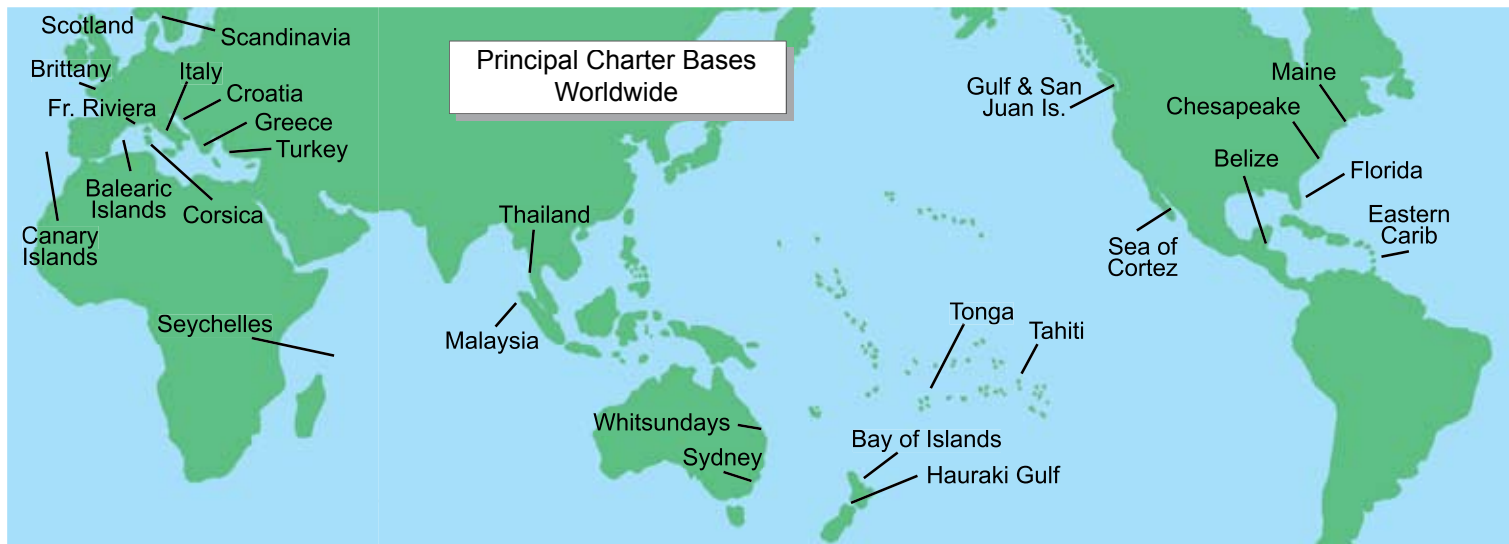 Scotland
Scandinavia
Principal Charter Bases
Worldwide
Brittany
Italy
Fr. Riviera
Croatia
Greece
Turkey
Balearic
Islands
Corsica
Canary
Islands
Seychelles
Thailand
Malaysia
Whitsundays
Sydney
Bay of Islands
Hauraki Gulf
Tonga
Tahiti
Gulf & San
Juan Is.
Maine
Chesapeake
Belize
Florida
Eastern
Carib
Sea of
Cortez